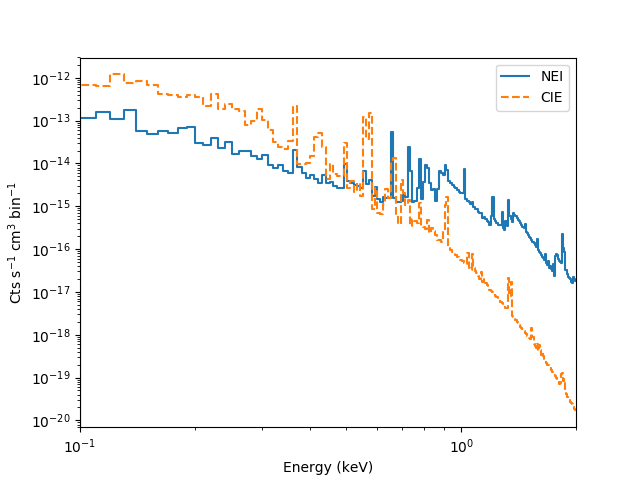 NEI
CIE
10⁻¹²
10⁻¹³
10⁻¹⁴
10⁻¹⁵
10⁻¹⁶
10⁻¹⁷
10⁻¹⁸
10⁻¹⁹
10⁻²⁰
Cts s⁻¹ cm³ bin⁻¹
10⁻¹ 10⁰
Energy (keV)